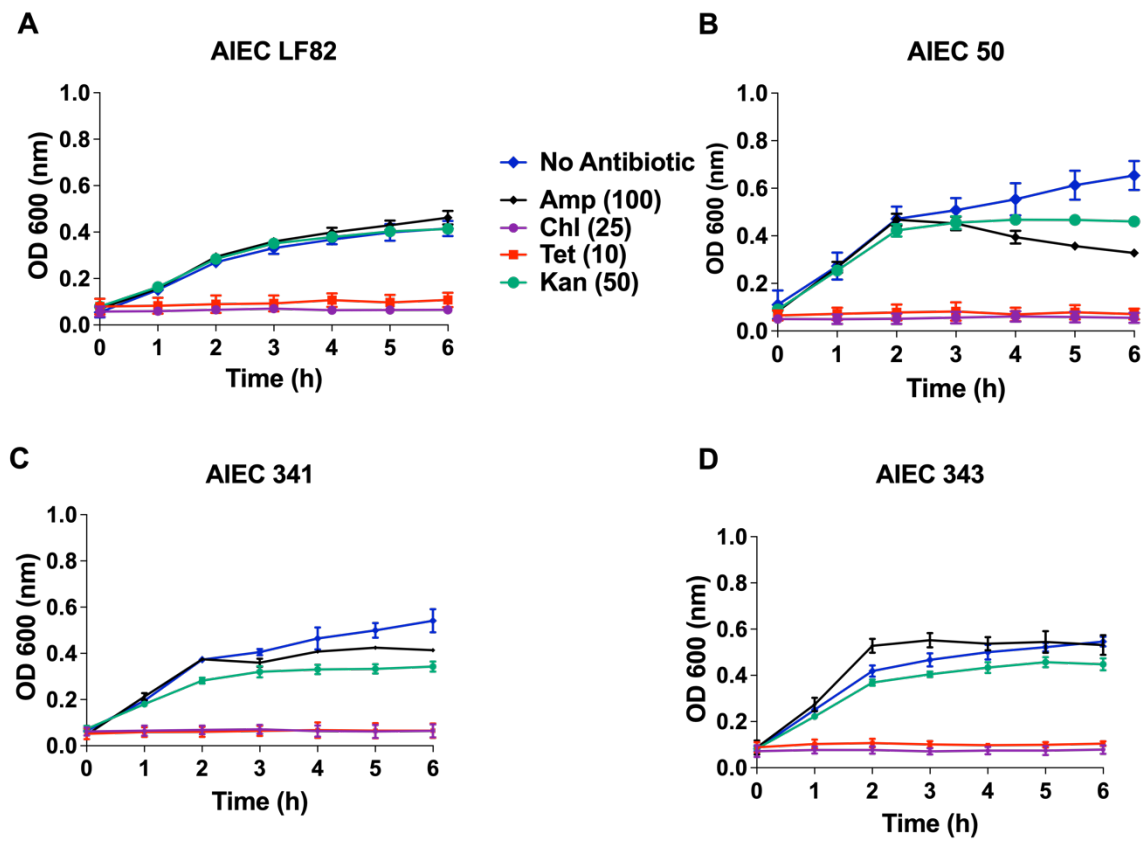 A
AIEC LF82
OD 600 (nm)
1.0
0.8
0.6
0.4
0.2
0.0
0 1 2 3 4 5 6
Time (h)
No Antibiotic
Amp (100)
Chl (25)
Tet (10)
Kan (50)
B
AIEC 50
OD 600 (nm)
1.0
0.8
0.6
0.4
0.2
0.0
0 1 2 3 4 5 6
Time (h)
C
AIEC 341
OD 600 (nm)
1.0
0.8
0.6
0.4
0.2
0.0
0 1 2 3 4 5 6
Time (h)
D
AIEC 343
OD 600 (nm)
1.0
0.8
0.6
0.4
0.2
0.0
0 1 2 3 4 5 6
Time (h)